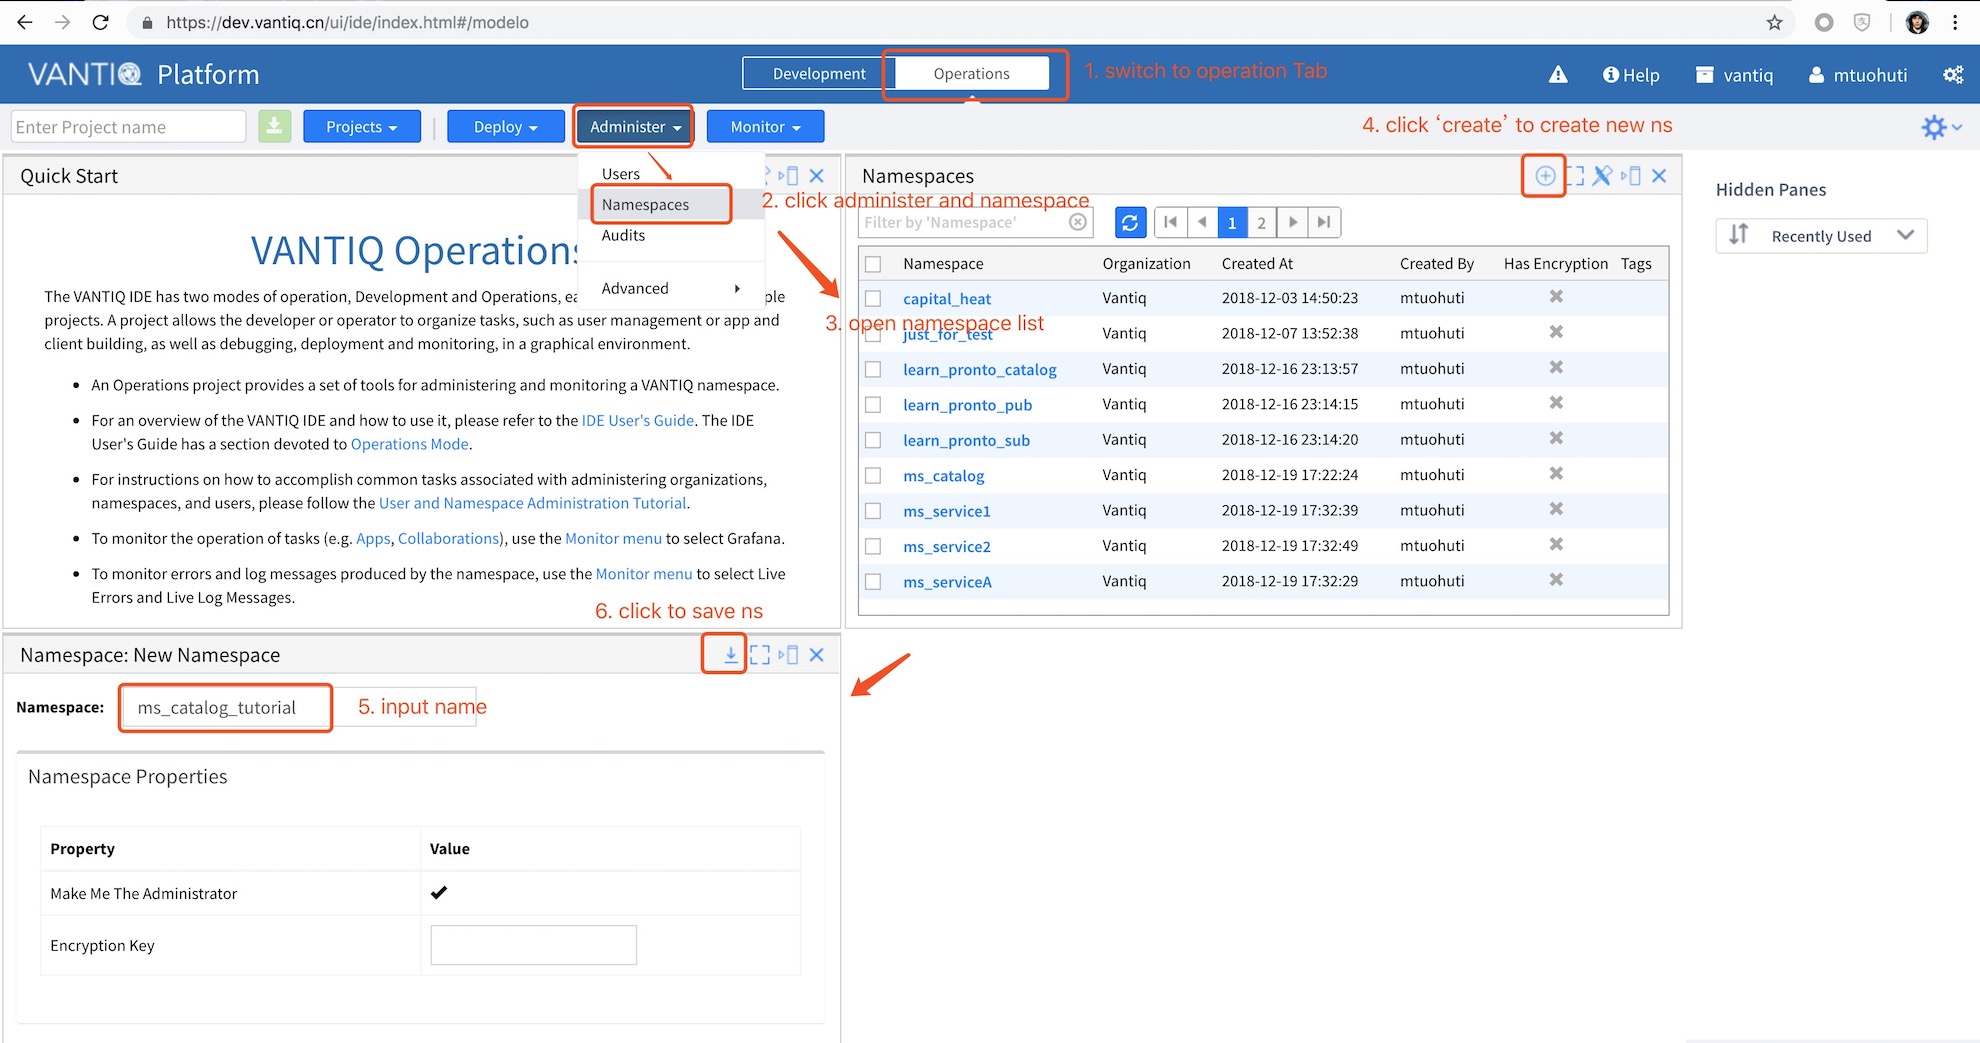 https://dev.vantiq.cn/ui/ide/index.html#/modelo
VANTIQ Platform
Development
Operations
1. switch to operation Tab
Help
vantiq
mtuohuti
Enter Project name
Projects
Deploy
Administer
Monitor
4. click ‘create’ to create new ns
Quick Start
Users
Namespaces
Audits
Advanced
2. click administer and namespace
3. open namespace list
VANTIQ Operations
The VANTIQ IDE has two modes of operation, Development and Operations, ea ple
projects. A project allows the developer or operator to organize tasks, such as user management or app and
client building, as well as debugging, deployment and monitoring, in a graphical environment.
• An Operations project provides a set of tools for administering and monitoring a VANTIQ namespace.
• For an overview of the VANTIQ IDE and how to use it, please refer to the IDE User's Guide. The IDE
User's Guide has a section devoted to Operations Mode.
• For instructions on how to accomplish common tasks associated with administering organizations,
namespaces, and users, please follow the User and Namespace Administration Tutorial.
• To monitor the operation of tasks (e.g. Apps, Collaborations), use the Monitor menu to select Grafana.
• To monitor errors and log messages produced by the namespace, use the Monitor menu to select Live
Errors and Live Log Messages.
6. click to save ns
Namespaces
Filter by 'Namespace'
1
2
Namespace Organization Created At Created By Has Encryption Tags
capital_heat Vantiq 2018-12-03 14:50:23 mtuohuti
just_for_test Vantiq 2018-12-07 13:52:38 mtuohuti
learn_pronto_catalog Vantiq 2018-12-16 23:13:57 mtuohuti
learn_pronto_pub Vantiq 2018-12-16 23:14:15 mtuohuti
learn_pronto_sub Vantiq 2018-12-16 23:14:20 mtuohuti
ms_catalog Vantiq 2018-12-19 17:22:24 mtuohuti
ms_service1 Vantiq 2018-12-19 17:32:39 mtuohuti
ms_service2 Vantiq 2018-12-19 17:32:49 mtuohuti
ms_serviceA Vantiq 2018-12-19 17:32:29 mtuohuti
Hidden Panes
Recently Used
Namespace: New Namespace
Namespace: ms_catalog_tutorial
5. input name
Namespace Properties
Property Value
Make Me The Administrator
Encryption Key